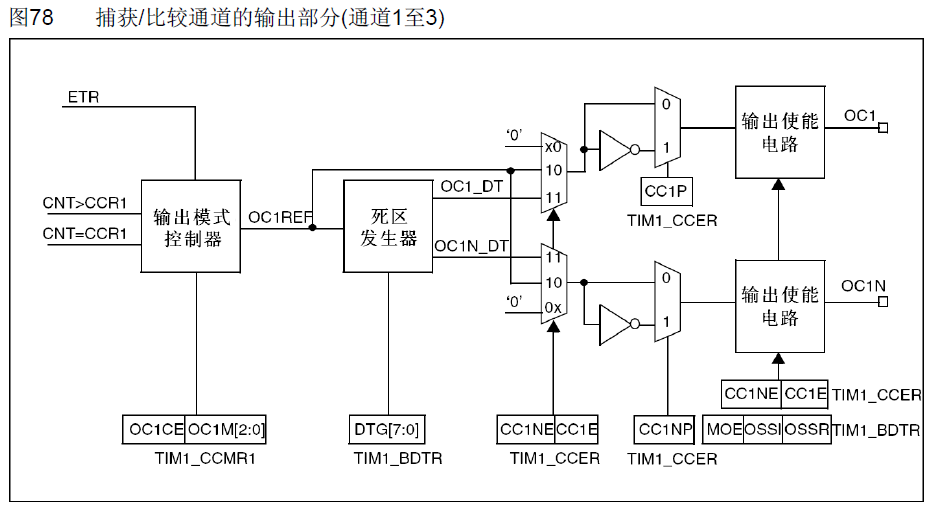 图78 捕获/比较通道的输出部分(通道1至3)
ETR
CNT>CCR1
CNT=CCR1
输出模式
控制器
OC1REF
死区
发生器
OC1_DT
OC1N_DT
'0'
x0
10
11
11
10
'0'
0x
0
1
CC1P
TIM1_CCER
0
1
输出使能
电路
OC1
输出使能
电路
OC1N
OC1CE OC1M[2:0]
TIM1_CCMR1
DTG[7:0]
TIM1_BDTR
CC1NE CC1E
TIM1_CCER
CC1NP
TIM1_CCER
CC1NE CC1E TIM1_CCER
MOE OSSI OSSR TIM1_BDTR